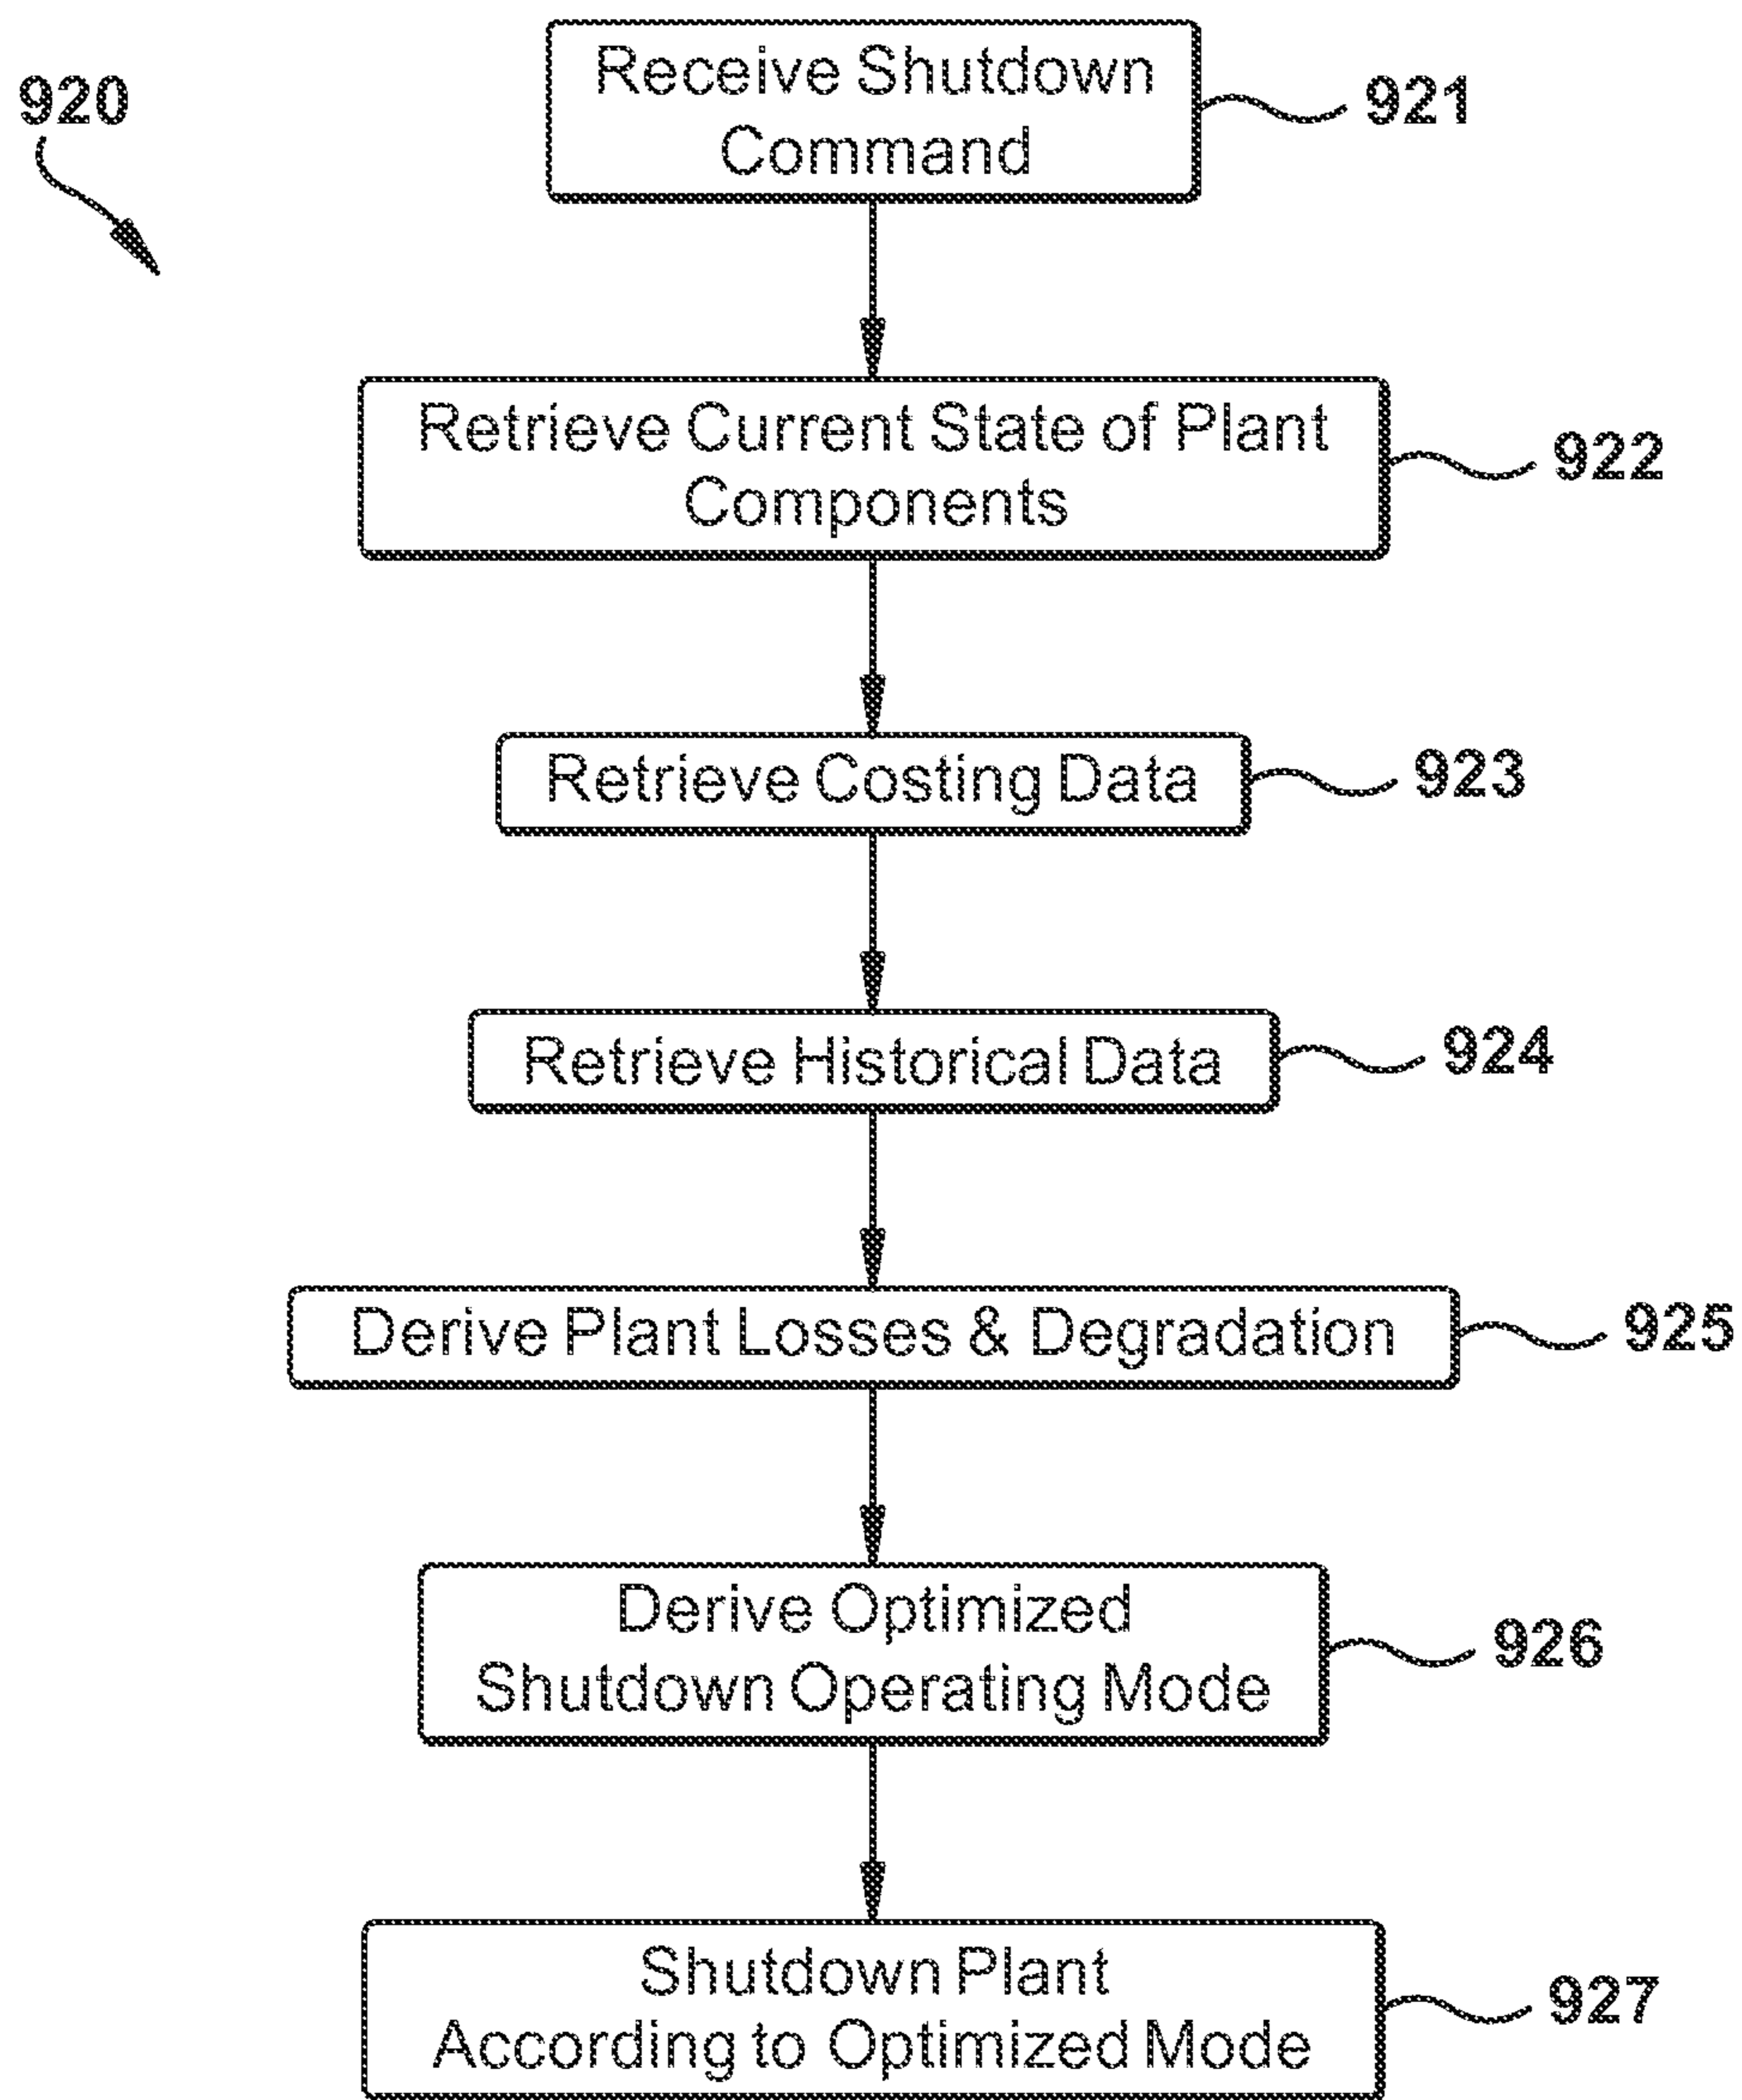 920
Receive Shutdown
Command
921
Retrieve Current State of Plant
Components
922
Retrieve Costing Data
923
Retrieve Historical Data
924
Derive Plant Losses & Degradation
925
Derive Optimized
Shutdown Operating Mode
926
Shutdown Plant
According to Optimized Mode
927